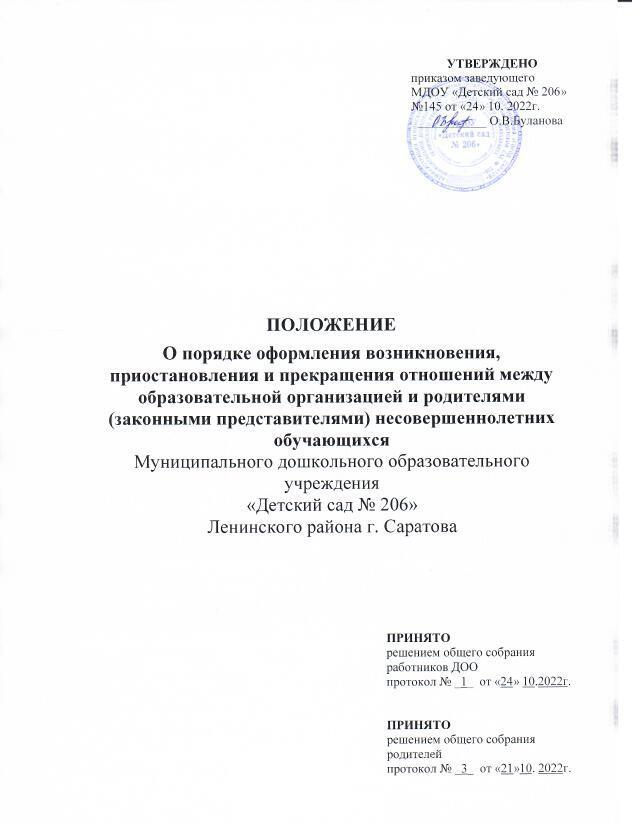 УТВЕРЖДЕНО
приказом заведующего
МДОУ «Детский сад № 206»
№145 от «24» 10. 2022г.
О.В.Буланова
«Детский сад
№ 206»
ПОЛОЖЕНИЕ
О порядке оформления возникновения,
приостановления и прекращения отношений между
образовательной организацией и родителями
(законными представителями) несовершеннолетних
обучающихся
Муниципального дошкольного образовательного
учреждения
«Детский сад № 206»
Ленинского района г. Саратова
ПРИНЯТО
решением общего собрания
работников ДОО
протокол № _1_ от «24» 10.2022г.
ПРИНЯТО
решением общего собрания
родителей
протокол № _3_ от «21»10. 2022г.